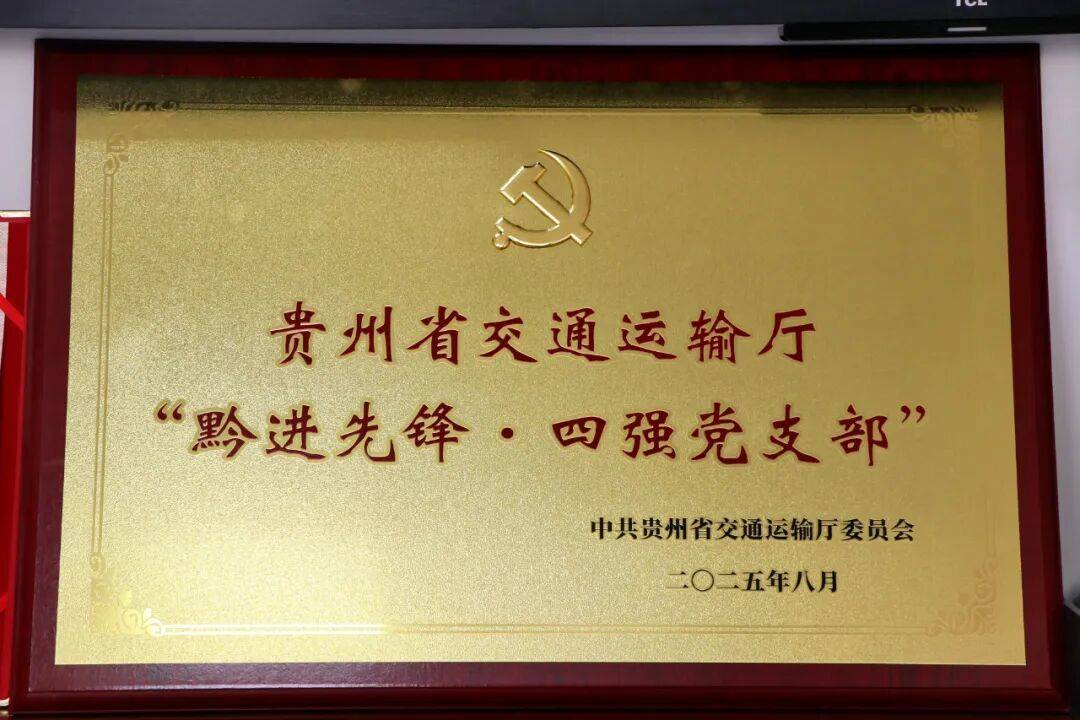 TCL
贵州省交通运输厅
“黔进先锋·四强党支部”
中共贵州省交通运输厅委员会
二〇二五年八月